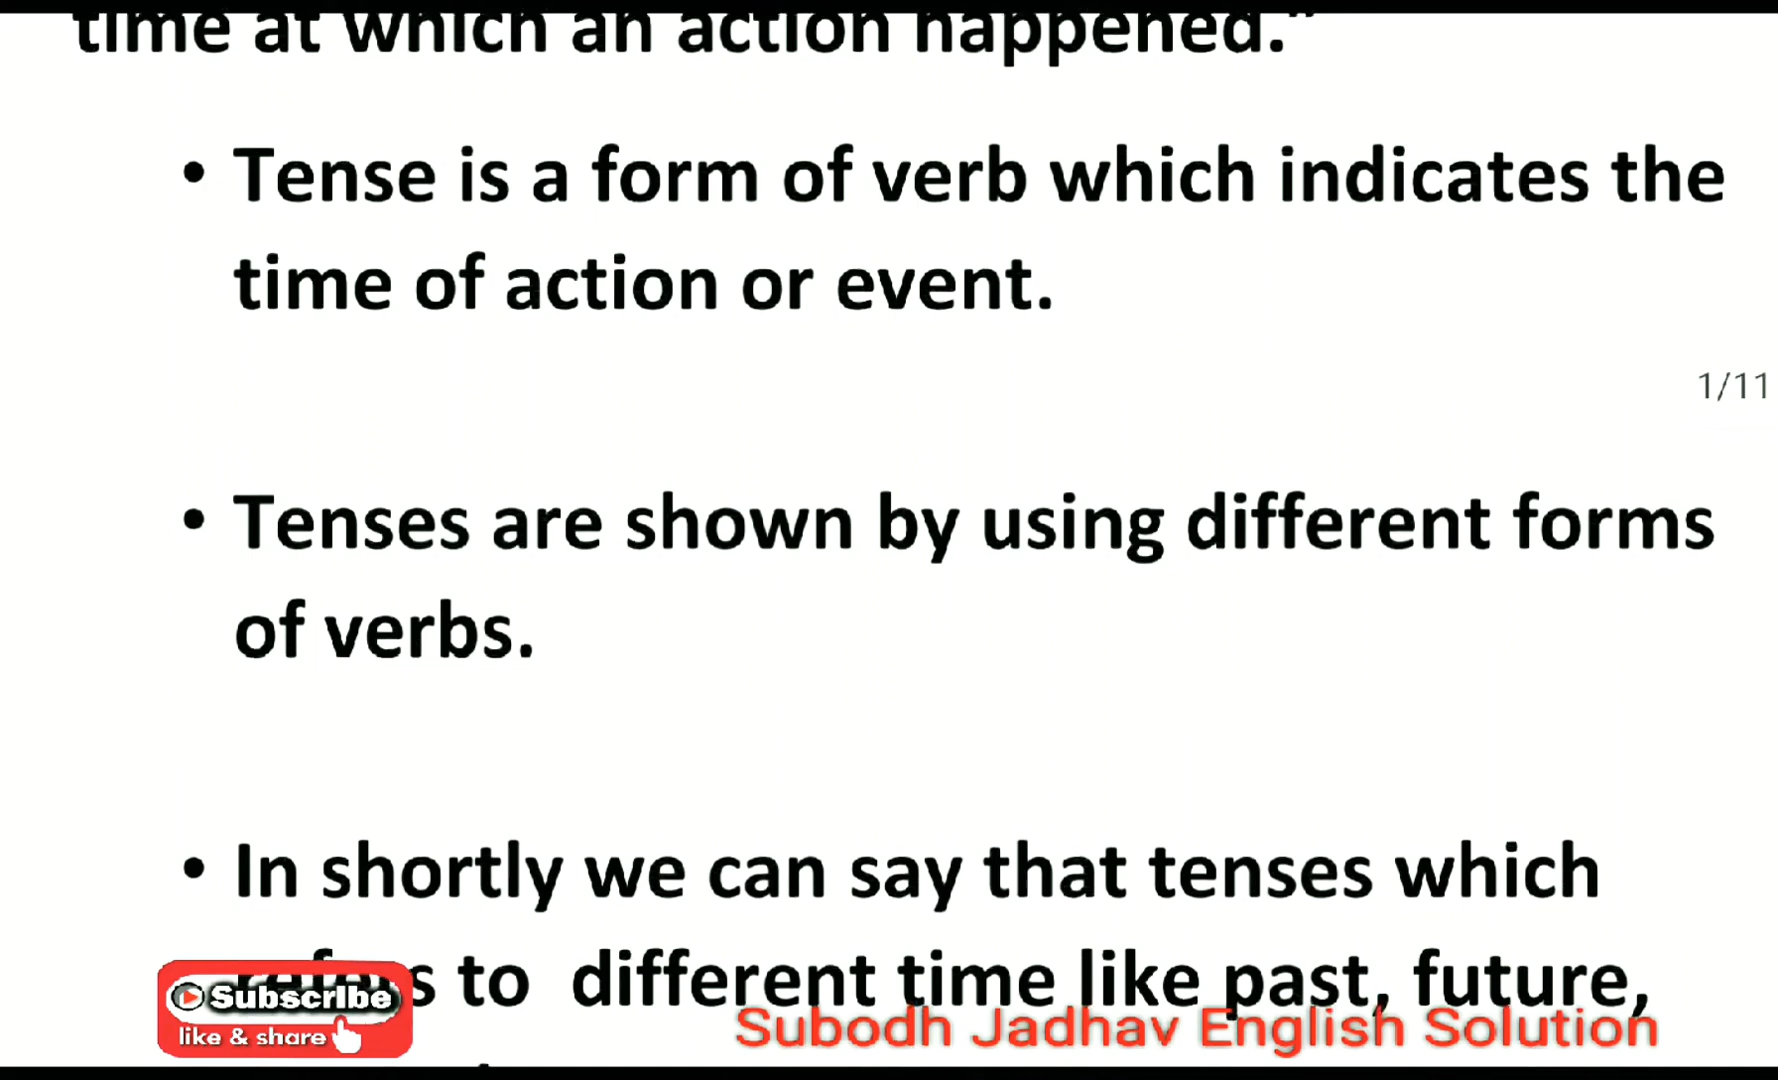 time at which an action happened."
• Tense is a form of verb which indicates the
time of action or event.
1/11
• Tenses are shown by using different forms
of verbs.
• In shortly we can say that tenses which
refers to different time like past, future,
Subscribe
like & share
Subodh Jadhav English Solution